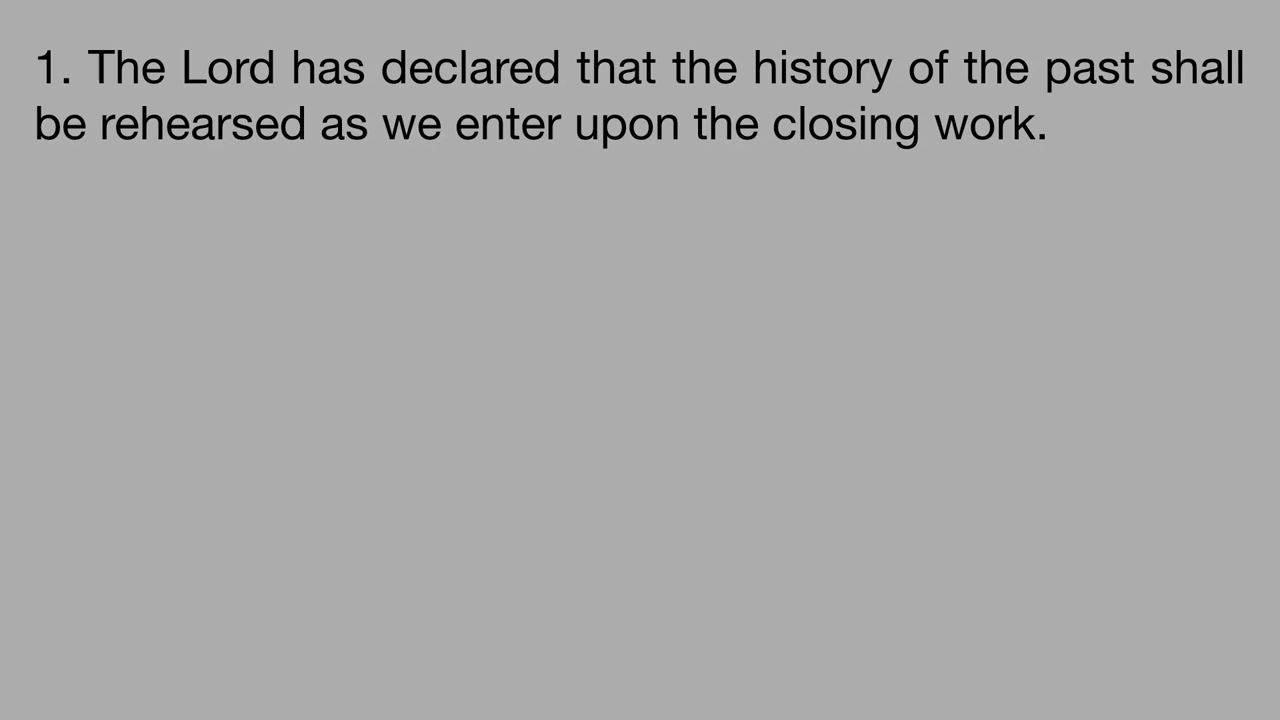 1. The Lord has declared that the history of the past shall
be rehearsed as we enter upon the closing work.